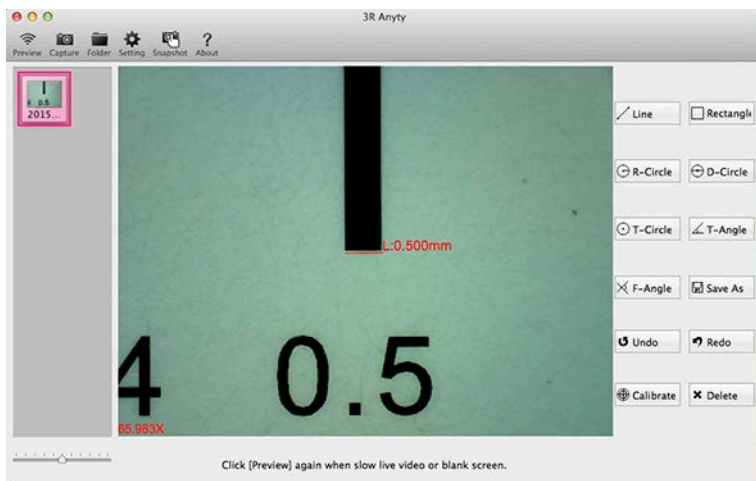 3R Anyty
Preview Capture Folder Setting Snapshot About
4 0.5
2015...
Line
Rectangle
R-Circle
D-Circle
T-Circle
T-Angle
L:0.500mm
F-Angle
Save As
4 0.5
Undo
Redo
Calibrate
Delete
65.963X
Click [Preview] again when slow live video or blank screen.